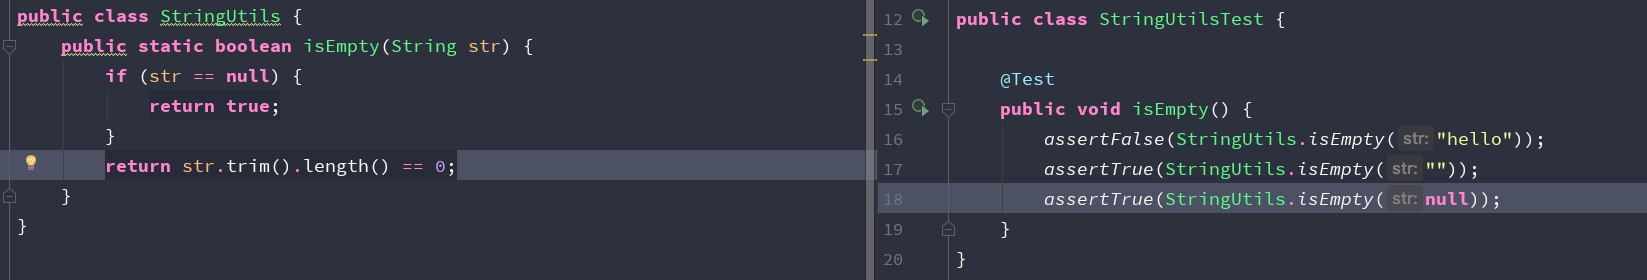 public class StringUtils {
    public static boolean isEmpty(String str) {
        if (str == null) {
            return true;
        }
        return str.trim().length() == 0;
    }
}
12 public class StringUtilsTest {
13
14     @Test
15     public void isEmpty() {
16         assertFalse(StringUtils.isEmpty( str: "hello"));
17         assertTrue(StringUtils.isEmpty( str: ""));
18         assertTrue(StringUtils.isEmpty( str: null));
19     }
20 }